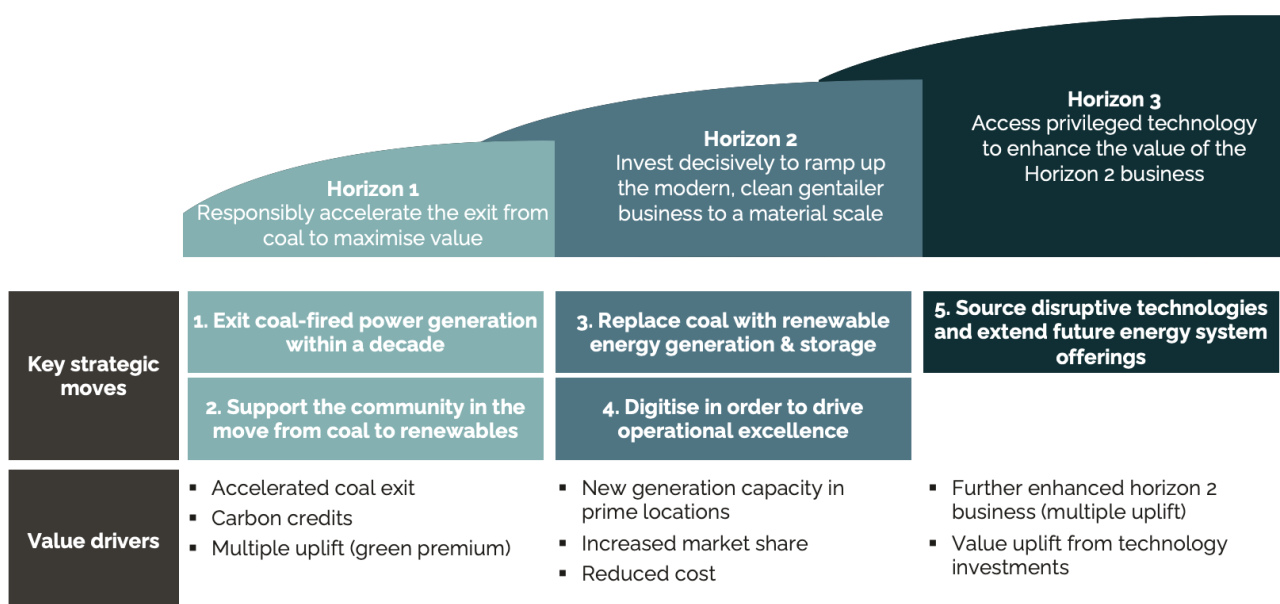 Horizon 1
Responsibly accelerate the exit from
coal to maximise value
Horizon 2
Invest decisively to ramp up
the modern, clean gentailer
business to a material scale
Horizon 3
Access privileged technology
to enhance the value of the
Horizon 2 business
Key strategic
moves
1. Exit coal-fired power generation
within a decade
2. Support the community in the
move from coal to renewables
3. Replace coal with renewable
energy generation & storage
4. Digitise in order to drive
operational excellence
5. Source disruptive technologies
and extend future energy system
offerings
Value drivers
▪ Accelerated coal exit
▪ Carbon credits
▪ Multiple uplift (green premium)
▪ New generation capacity in
prime locations
▪ Increased market share
▪ Reduced cost
▪ Further enhanced horizon 2
business (multiple uplift)
▪ Value uplift from technology
investments